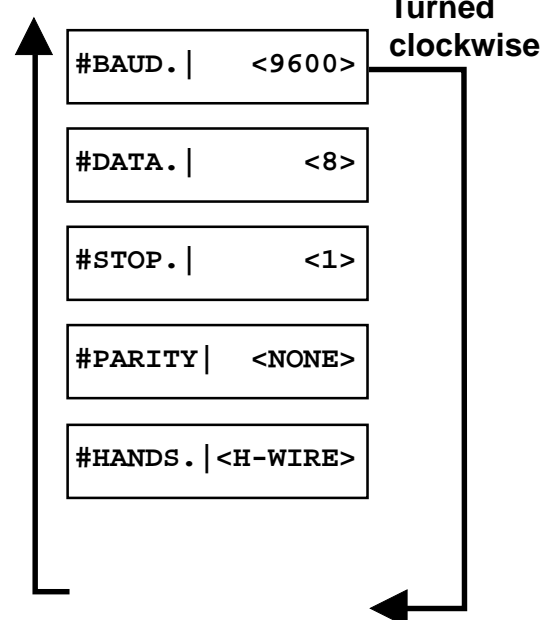 Turned
clockwise
#BAUD.| <9600>
#DATA.| <8>
#STOP.| <1>
#PARITY| <NONE>
#HANDS.|<H-WIRE>